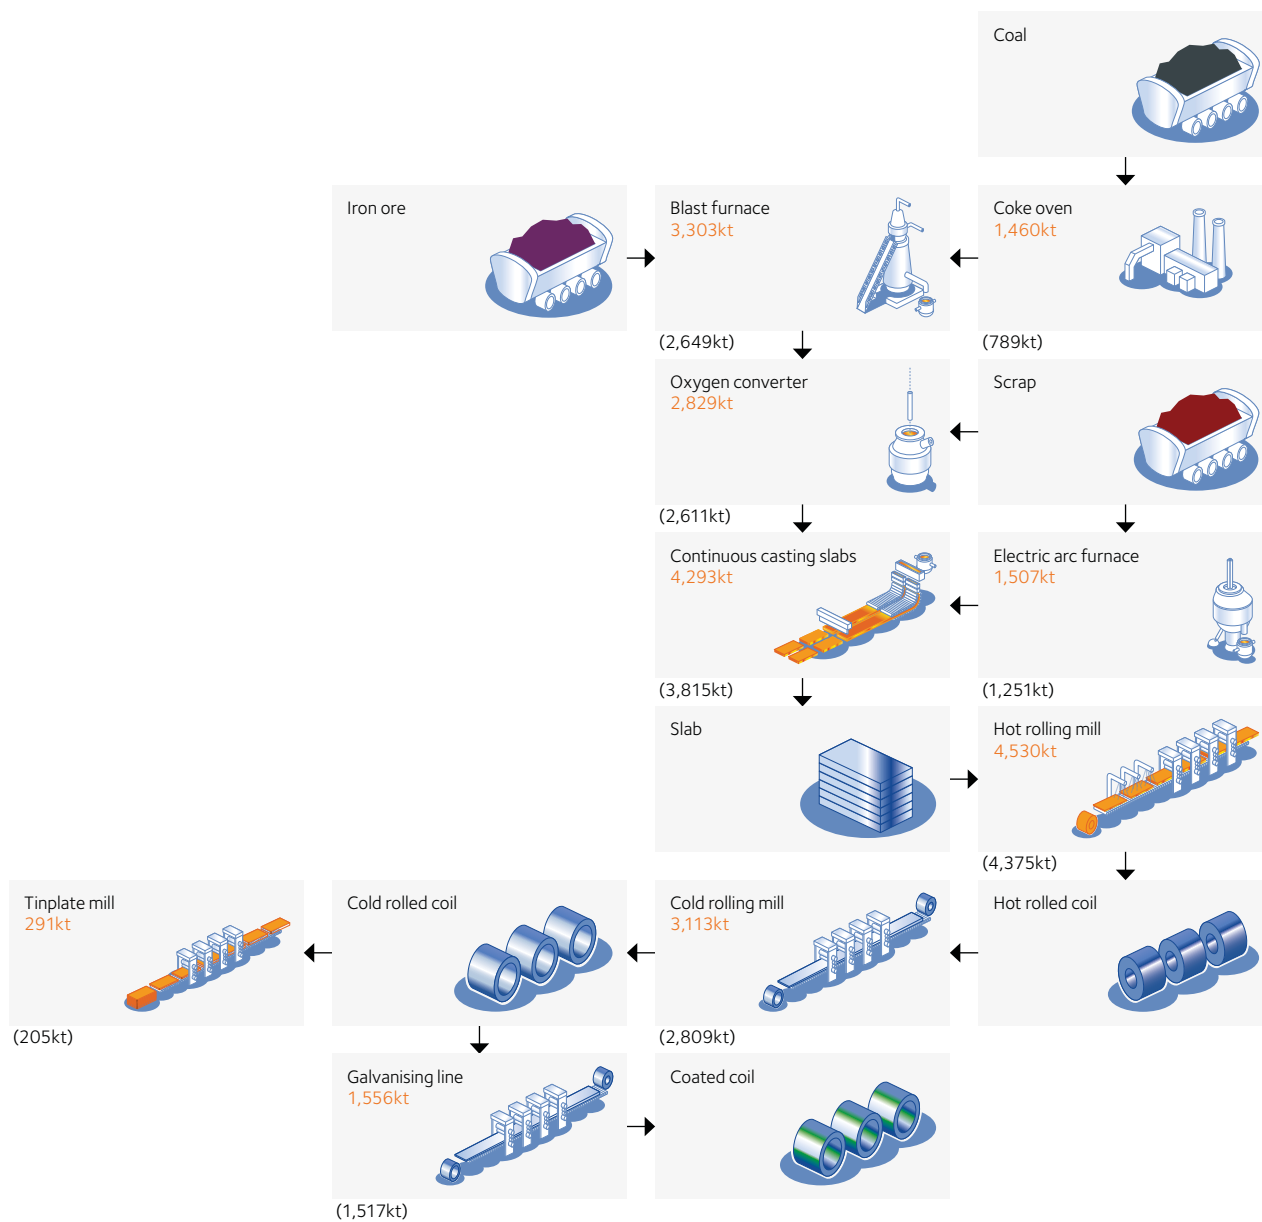 Coal
Iron ore
Blast furnace
3,303kt
Coke oven
1,460kt
(2,649kt)
(789kt)
Oxygen converter
2,829kt
Scrap
(2,611kt)
Continuous casting slabs
4,293kt
Electric arc furnace
1,507kt
(3,815kt)
(1,251kt)
Slab
Hot rolling mill
4,530kt
(4,375kt)
Tinplate mill
291kt
Cold rolled coil
Cold rolling mill
3,113kt
Hot rolled coil
(205kt)
(2,809kt)
Galvanising line
1,556kt
Coated coil
(1,517kt)